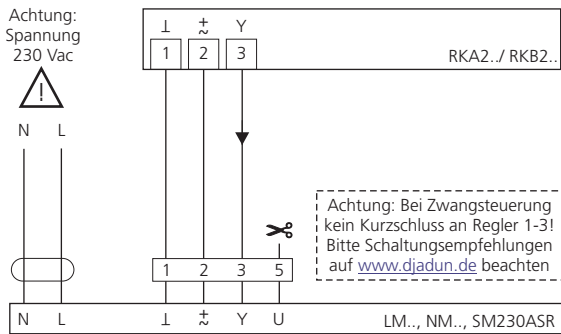 Achtung:
Spannung
230 Vac
!
N L
⊥ ± ~ Y
1 2 3
RKA2../ RKB2..
Achtung: Bei Zwangsteuerung
kein Kurzschluss an Regler 1-3!
Bitte Schaltungsempfehlungen
auf www.djadun.de beachten
1 2 3 5
N L ⊥ ± ~ Y U
LM.., NM.., SM230ASR